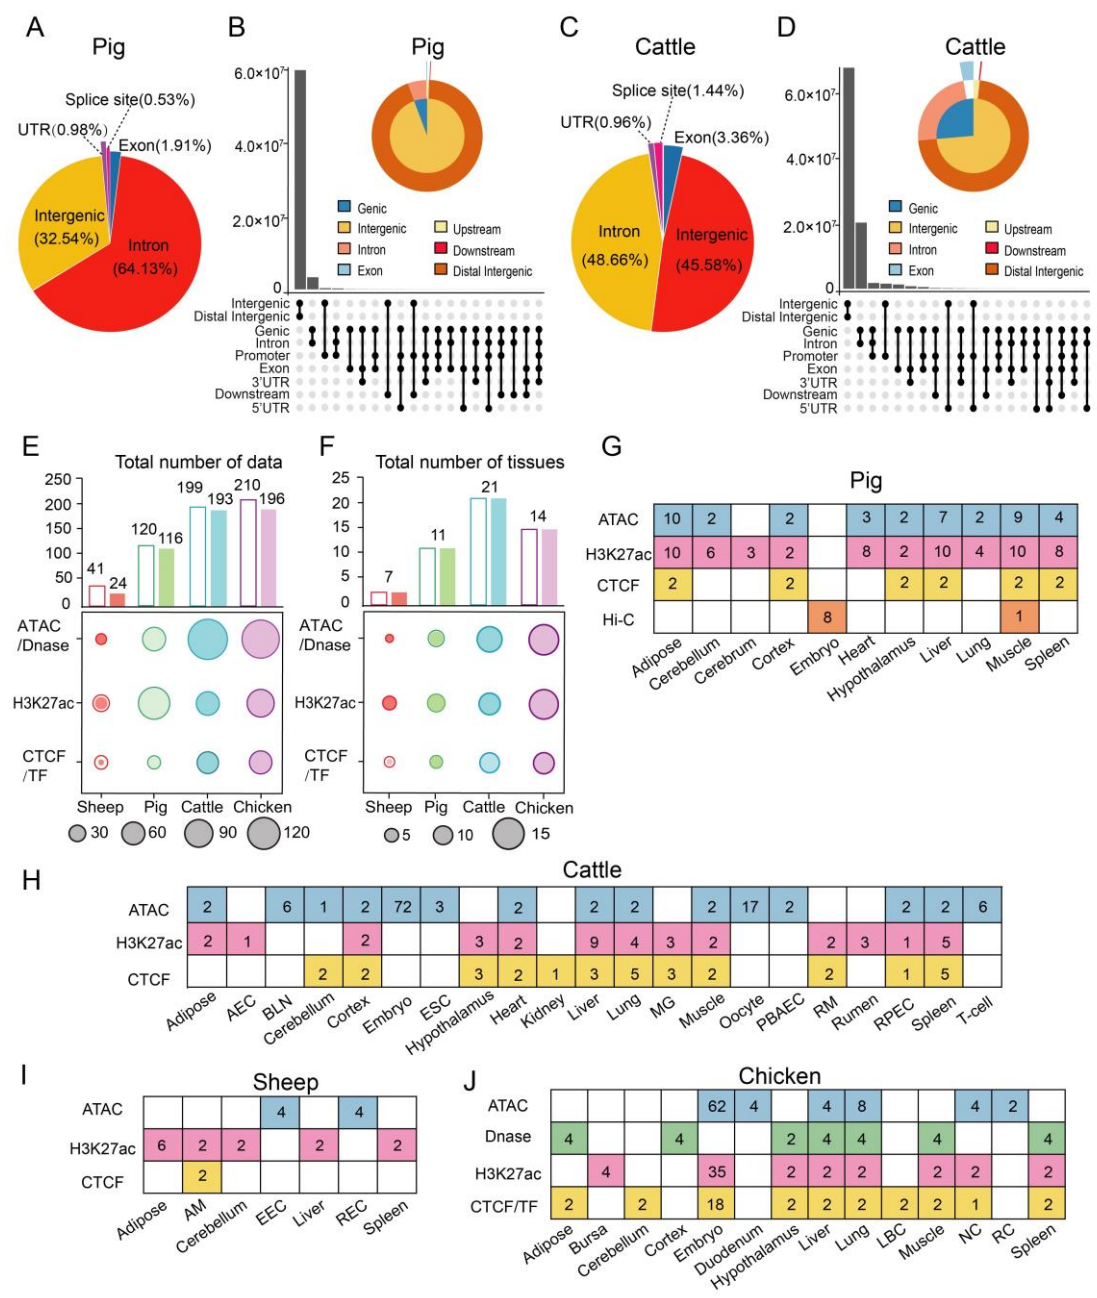 A
Pig
Splice site(0.53%)
UTR(0.98%)
Exon(1.91%)
Intergenic
(32.54%)
Intron
(64.13%)
B
Pig
6.0×10⁷
4.0×10⁷
2.0×10⁷
0
Genic
Intergenic
Intron
Exon
Upstream
Downstream
Distal Intergenic
Intergenic
Distal Intergenic
Genic
Intron
Promoter
Exon
3'UTR
Downstream
5'UTR
C
Cattle
Splice site(1.44%)
UTR(0.96%)
Exon(3.36%)
Intron
(48.66%)
Intergenic
(45.58%)
D
Cattle
6.0×10⁷
4.0×10⁷
2.0×10⁷
0
Genic
Intergenic
Intron
Exon
Upstream
Downstream
Distal Intergenic
Intergenic
Distal Intergenic
Genic
Intron
Promoter
Exon
3'UTR
Downstream
5'UTR
E
Total number of data
250
200
150
100
50
0
41
24
120
116
199
193
210
196
ATAC
/Dnase
H3K27ac
CTCF
/TF
Sheep Pig Cattle Chicken
30 60 90 120
F
Total number of tissues
25
20
15
10
5
0
7
11
21
14
ATAC
/Dnase
H3K27ac
CTCF
/TF
Sheep Pig Cattle Chicken
5 10 15
G
Pig
ATAC 10 2 2 3 2 7 2 9 4
H3K27ac 10 6 3 2 8 2 10 4 10 8
CTCF 2 2 2 2 2 2
Hi-C 8 1
Adipose Cerebellum Cerebrum Cortex Embryo Heart Hypothalamus Liver Lung Muscle Spleen
H
Cattle
ATAC 2 6 1 2 72 3 2 2 2 2 17 2 2 2 6
H3K27ac 2 1 2 3 2 9 4 3 2 2 3 1 5
CTCF 2 2 3 2 1 3 5 3 2 2 1 5
Adipose AEC BLN Cerebellum Cortex Embryo ESC Hypothalamus Heart Kidney Liver Lung MG Muscle Oocyte PBAEC RM Rumen RPEC Spleen T-cell
I
Sheep
ATAC 4 4
H3K27ac 6 2 2 2 2
CTCF 2
Adipose AM Cerebellum EEC Liver REC Spleen
J
Chicken
ATAC 62 4 4 8 4 2
Dnase 4 4 2 4 4 4 4
H3K27ac 4 35 2 2 2 2 2 2
CTCF/TF 2 2 18 2 2 2 2 2 1 2
Adipose Bursa Cerebellum Cortex Embryo Duodenum Hypothalamus Liver Lung LBC Muscle NC RC Spleen